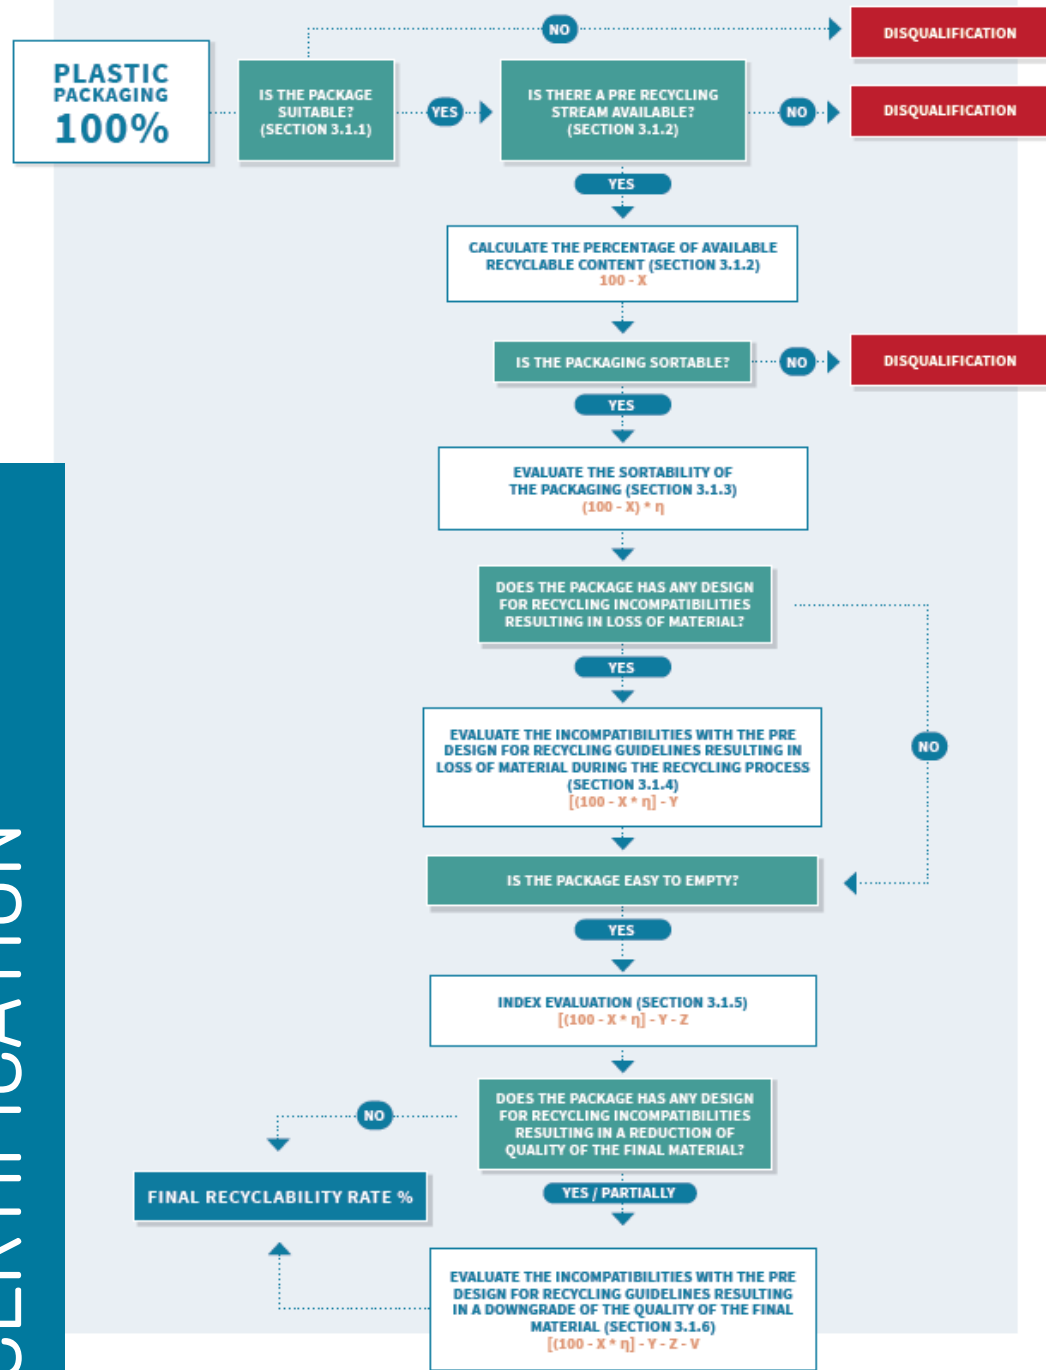 NO
DISQUALIFICATION
PLASTIC
PACKAGING
100%
IS THE PACKAGE
SUITABLE?
(SECTION 3.1.1)
YES
IS THERE A PRE RECYCLING
STREAM AVAILABLE?
(SECTION 3.1.2)
NO
DISQUALIFICATION
YES
CALCULATE THE PERCENTAGE OF AVAILABLE
RECYCLABLE CONTENT (SECTION 3.1.2)
100 - X
IS THE PACKAGING SORTABLE?
NO
DISQUALIFICATION
YES
EVALUATE THE SORTABILITY OF
THE PACKAGING (SECTION 3.1.3)
(100 - X) * η
DOES THE PACKAGE HAS ANY DESIGN
FOR RECYCLING INCOMPATIBILITIES
RESULTING IN LOSS OF MATERIAL?
YES
NO
EVALUATE THE INCOMPATIBILITIES WITH THE PRE
DESIGN FOR RECYCLING GUIDELINES RESULTING IN
LOSS OF MATERIAL DURING THE RECYCLING PROCESS
(SECTION 3.1.4)
[(100 - X * η] - Y
IS THE PACKAGE EASY TO EMPTY?
YES
INDEX EVALUATION (SECTION 3.1.5)
[(100 - X * η] - Y - Z
DOES THE PACKAGE HAS ANY DESIGN
FOR RECYCLING INCOMPATIBILITIES
RESULTING IN A REDUCTION OF
QUALITY OF THE FINAL MATERIAL?
NO
YES / PARTIALLY
FINAL RECYCLABILITY RATE %
EVALUATE THE INCOMPATIBILITIES WITH THE PRE
DESIGN FOR RECYCLING GUIDELINES RESULTING
IN A DOWNGRADE OF THE QUALITY OF THE FINAL
MATERIAL (SECTION 3.1.6)
[(100 - X * η] - Y - Z - V
CERTIFICATION